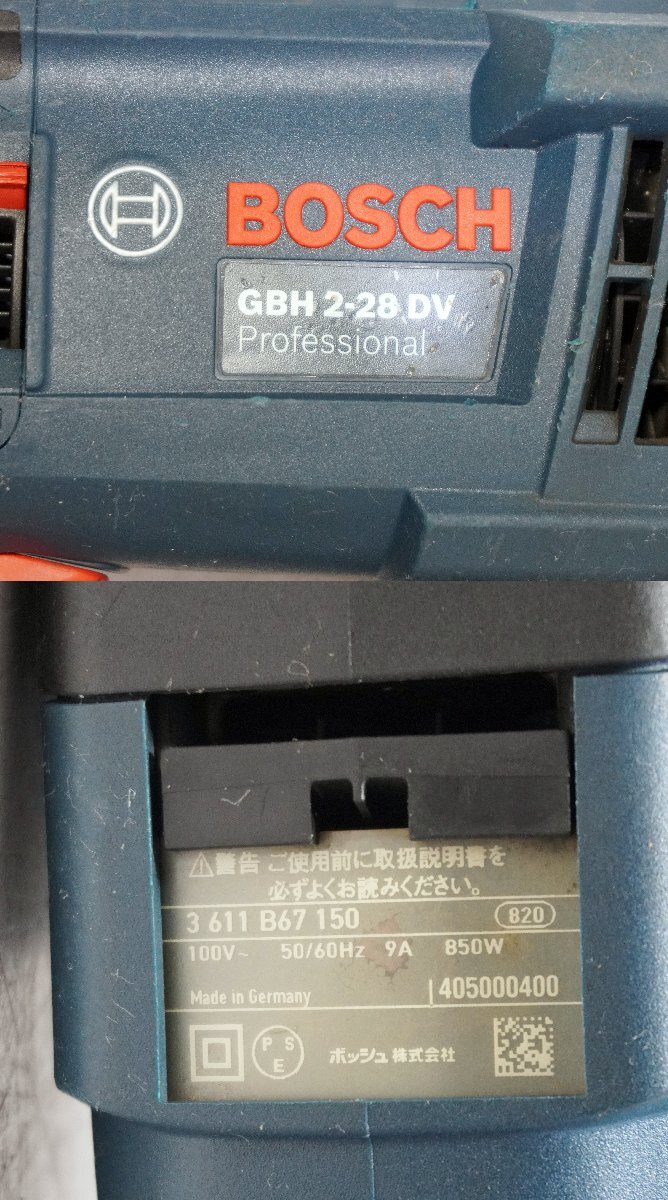 BOSCH
GBH 2-28 DV
Professional
⚠警告 ご使用前に取扱説明書を
必ずよくお読みください。
3 611 B67 150 820
100V~ 50/60Hz 9A 850W
Made in Germany 405000400
PSE ボッシュ株式会社